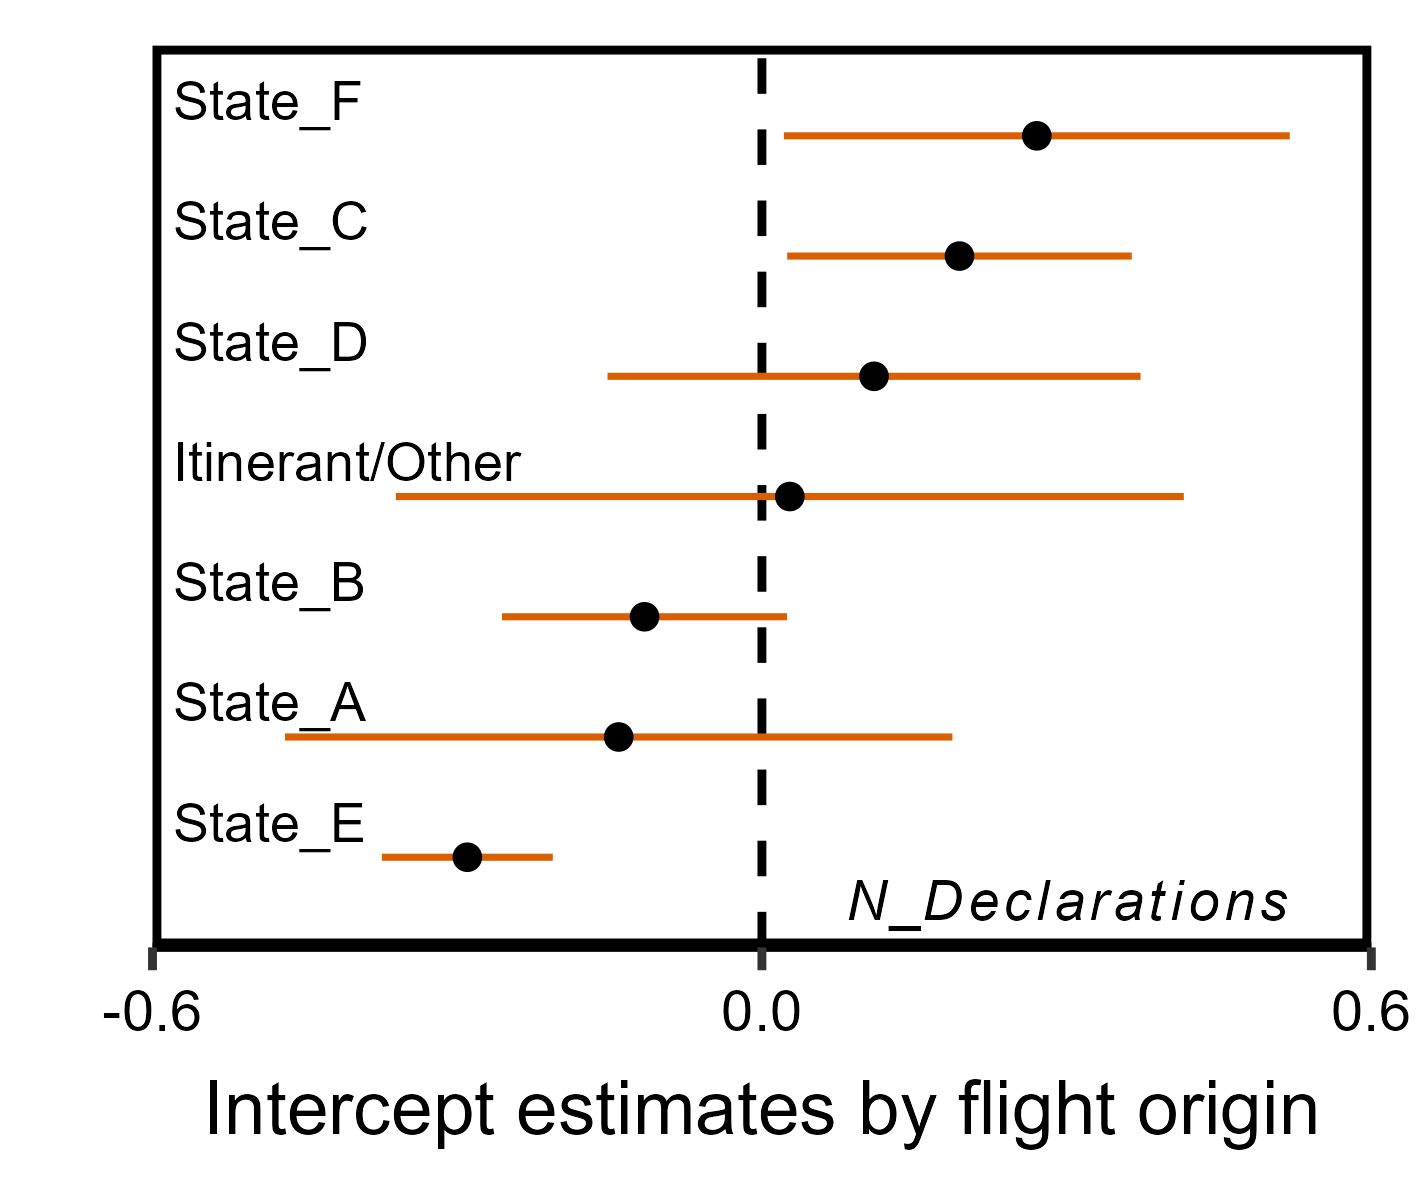 State_F
State_C
State_D
Itinerant/Other
State_B
State_A
State_E
N_Declarations
-0.6 0.0 0.6
Intercept estimates by flight origin